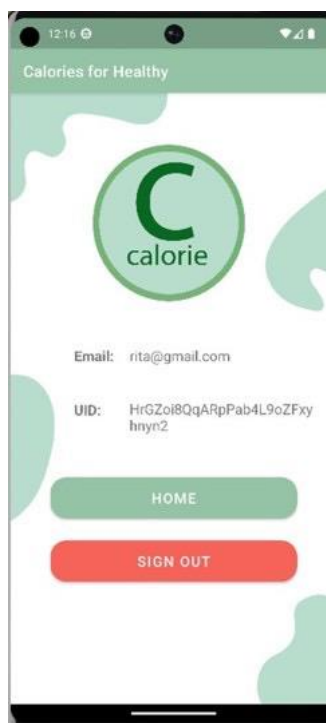 12:16
Calories for Healthy
C
calorie
Email: rita@gmail.com
UID: HrGZoi8QqARpPab4L9oZFxy
hnyn2
HOME
SIGN OUT